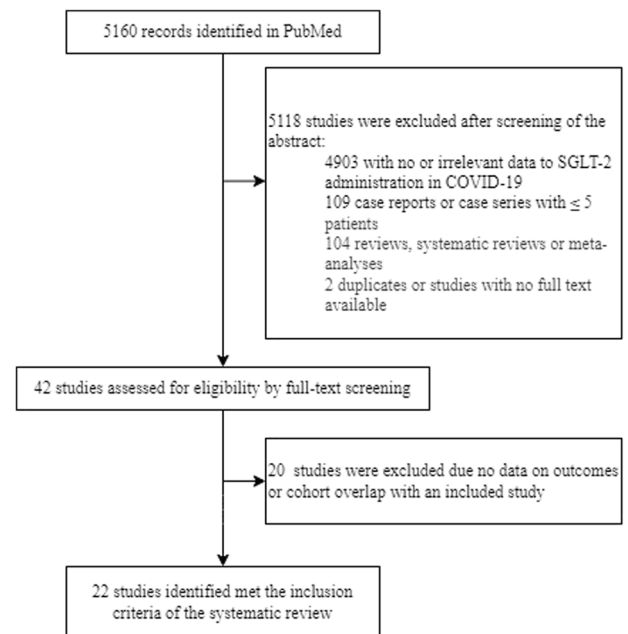 5160 records identified in PubMed
5118 studies were excluded after screening of the
abstract:
4903 with no or irrelevant data to SGLT-2
administration in COVID-19
109 case reports or case series with ≤ 5
patients
104 reviews, systematic reviews or meta-
analyses
2 duplicates or studies with no full text
available
42 studies assessed for eligibility by full-text screening
20 studies were excluded due no data on outcomes
or cohort overlap with an included study
22 studies identified met the inclusion
criteria of the systematic review